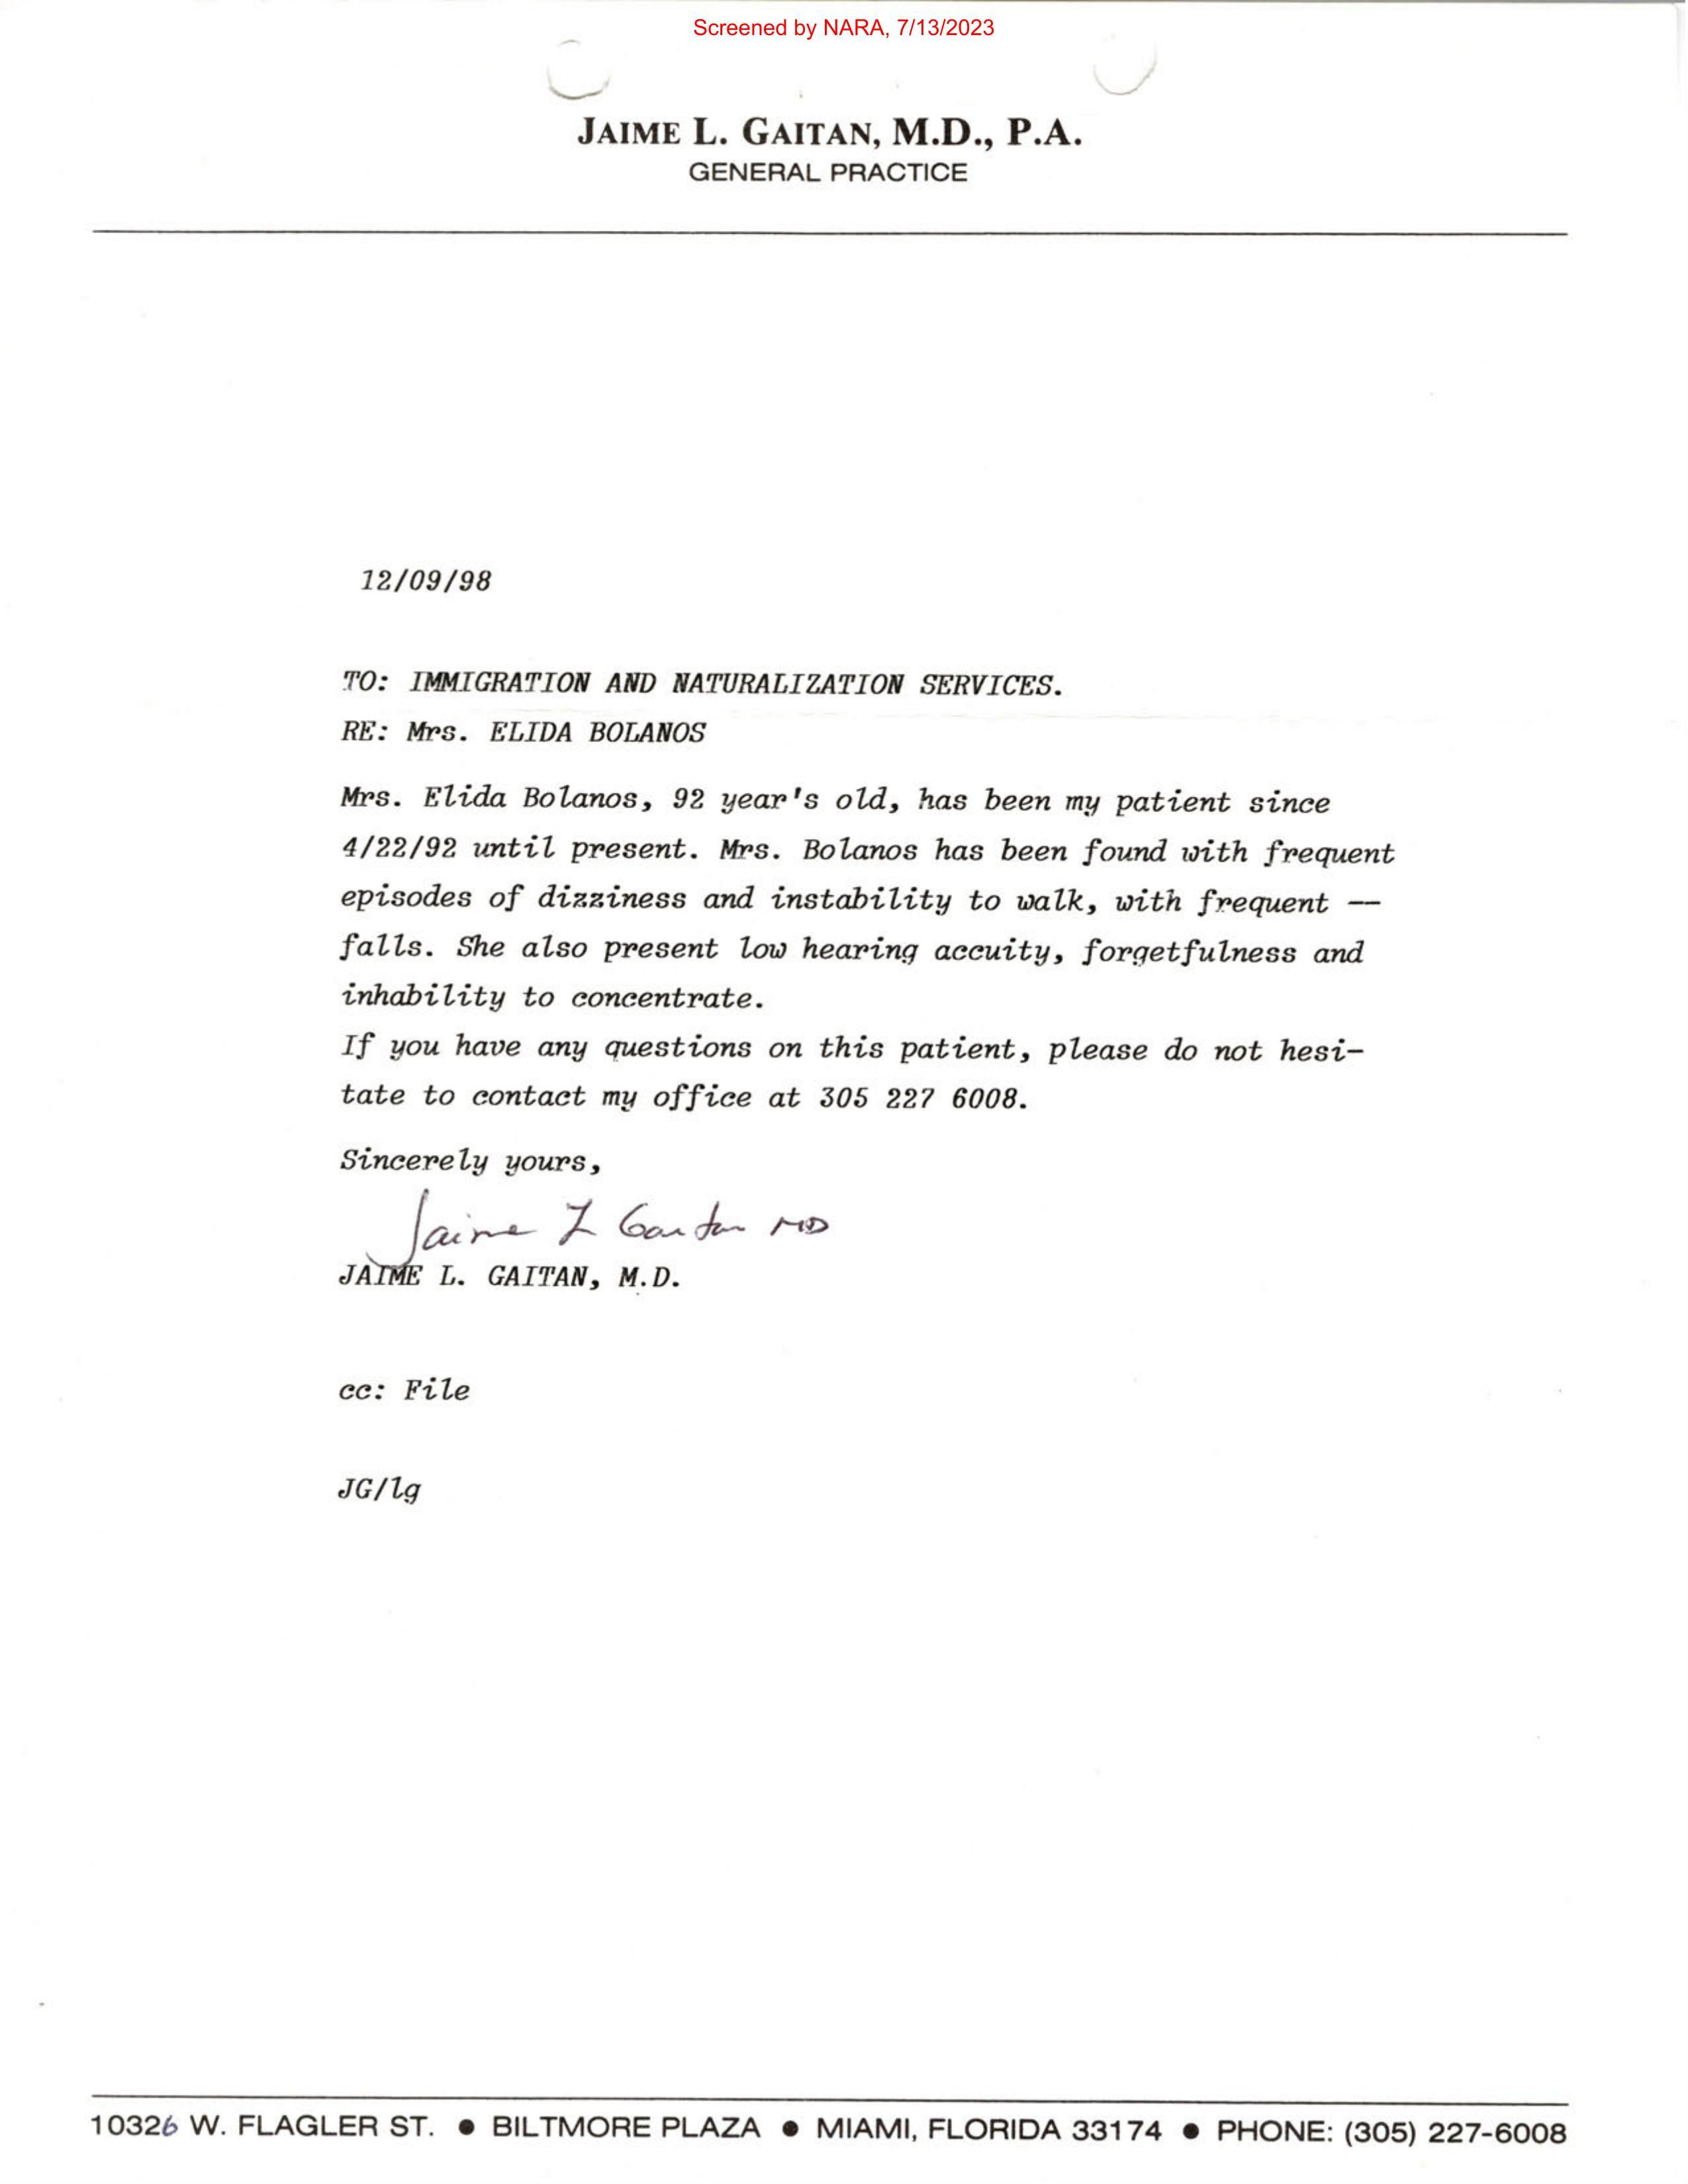 Screened by NARA, 7/13/2023
JAIME L. GAITAN, M.D., P.A.
GENERAL PRACTICE
12/09/98
TO: IMMIGRATION AND NATURALIZATION SERVICES.
RE: Mrs. ELIDA BOLANOS
Mrs. Elida Bolanos, 92 year's old, has been my patient since
4/22/92 until present. Mrs. Bolanos has been found with frequent
episodes of dizziness and instability to walk, with frequent --
falls. She also present low hearing accuity, forgetfulness and
inhability to concentrate.
If you have any questions on this patient, please do not hesi-
tate to contact my office at 305 227 6008.
Sincerely yours,
Jaime L Gaitan MD
JAIME L. GAITAN, M.D.
cc: File
JG/lg
10326 W. FLAGLER ST. ● BILTMORE PLAZA ● MIAMI, FLORIDA 33174 ● PHONE: (305) 227-6008